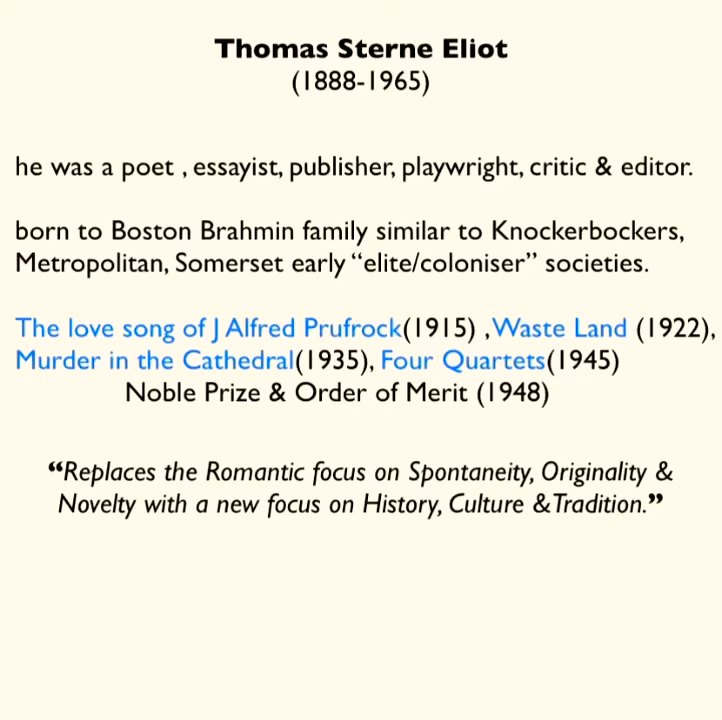 Thomas Sterne Eliot
(1888-1965)
he was a poet , essayist, publisher, playwright, critic & editor.
born to Boston Brahmin family similar to Knockerbockers,
Metropolitan, Somerset early “elite/coloniser” societies.
The love song of J Alfred Prufrock(1915) ,Waste Land (1922),
Murder in the Cathedral(1935), Four Quartets(1945)
Noble Prize & Order of Merit (1948)
“Replaces the Romantic focus on Spontaneity, Originality &
Novelty with a new focus on History, Culture &Tradition.”